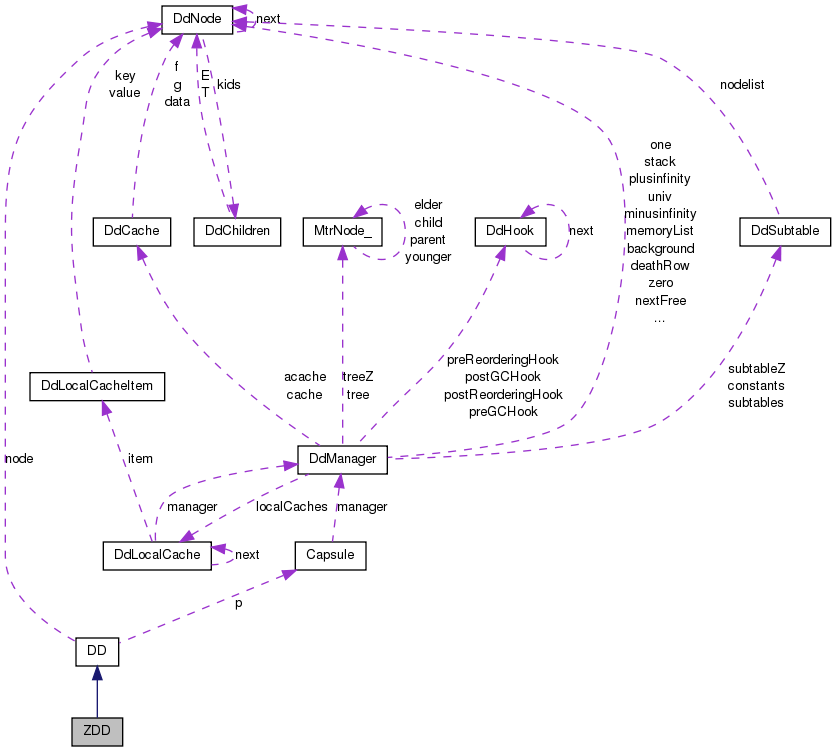 DdNode
next
key
value
f
g
data
E
T
kids
nodelist
one
stack
plusinfinity
univ
minusinfinity
memoryList
background
deathRow
zero
nextFree
...
DdCache
DdChildren
MtrNode_
elder
child
parent
younger
DdHook
next
DdSubtable
DdLocalCacheItem
acache
cache
treeZ
tree
preReorderingHook
postGCHook
postReorderingHook
preGCHook
subtableZ
constants
subtables
node
item
DdManager
manager
localCaches
manager
DdLocalCache
next
Capsule
p
DD
ZDD